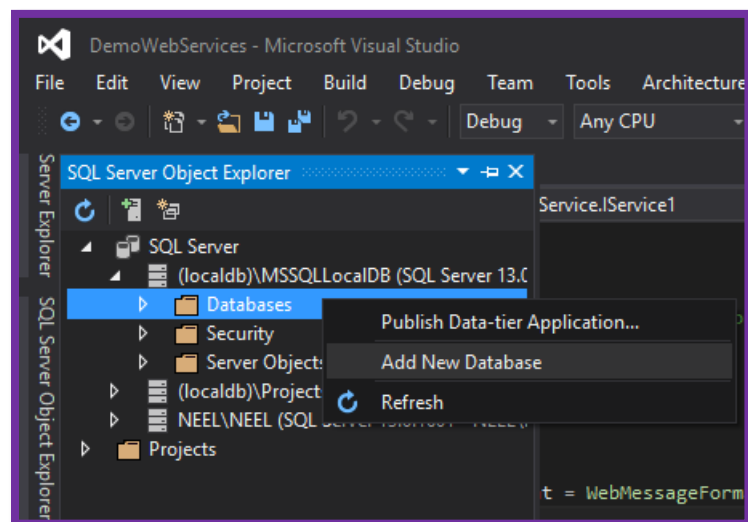 DemoWebServices - Microsoft Visual Studio
File Edit View Project Build Debug Team Tools Architecture
Debug Any CPU
Server Explorer
SQL Server Object Explorer
SQL Server Object Explorer
Service.IService1
SQL Server
(localdb)\MSSQLLocalDB (SQL Server 13.0
Databases
Security
Server Objects
(localdb)\Project
NEEL\NEEL (SQL
Projects
Publish Data-tier Application...
Add New Database
Refresh
t = WebMessageForm